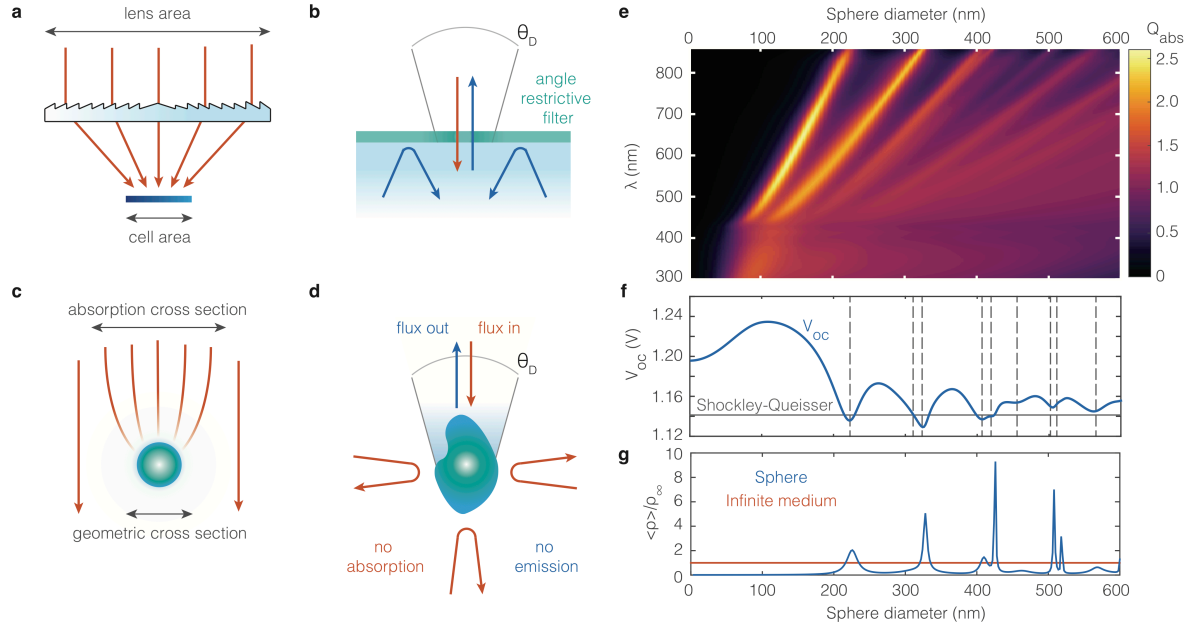 a
lens area
cell area
b
θD
angle
restrictive
filter
c
absorption cross section
geometric cross section
d
flux out
flux in
θD
no
absorption
no
emission
e
Sphere diameter (nm)
0 100 200 300 400 500 600
Qabs
λ (nm)
800
700
600
500
400
300
2.5
2.0
1.5
1.0
0.5
0
f
VOC (V)
1.24
1.20
1.16
1.12
VOC
Shockley-Queisser
g
<ρ>/ρ∞
10
8
6
4
2
0
Sphere
Infinite medium
0 100 200 300 400 500 600
Sphere diameter (nm)